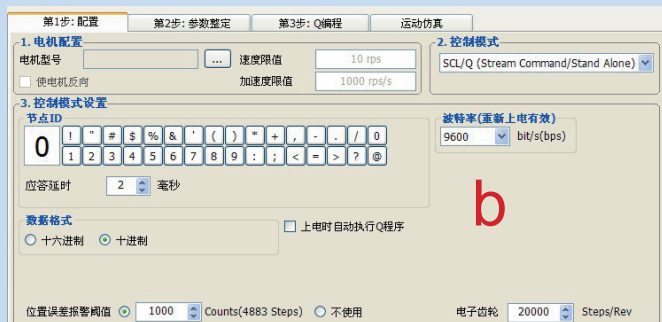 第1步: 配置 第2步: 参数整定 第3步: Q编程 运动仿真
1. 电机配置 2. 控制模式
电机型号 ... 速度限值 10 rps SCL/Q (Stream Command/Stand Alone)
使电机反向 加速度限值 1000 rps/s
3. 控制模式设置
节点ID 波特率(重新上电有效)
0 ! " # $ % & ' ( ) * + , - . / 0 9600 bit/s(bps)
1 2 3 4 5 6 7 8 9 : ; < = > ? @
应答延时 2 毫秒
b
数据格式 上电时自动执行Q程序
十六进制 十进制
位置误差报警阈值 1000 Counts(4883 Steps) 不使用 电子齿轮 20000 Steps/Rev